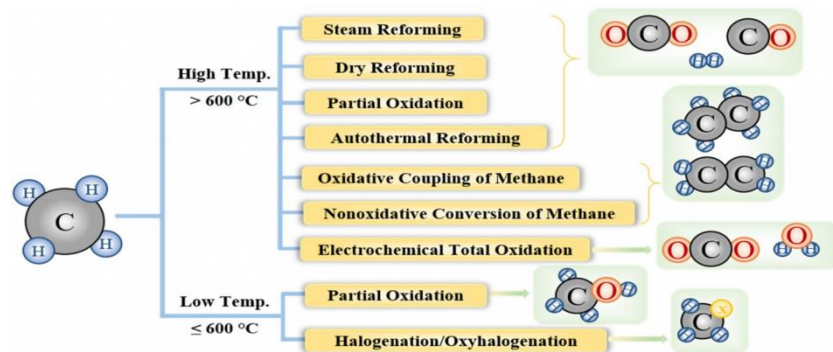 Steam Reforming
O C O
C O
H H
High Temp.
> 600 °C
Dry Reforming
Partial Oxidation
Autothermal Reforming
C C
H H
H H
C
Oxidative Coupling of Methane
C C
Nonoxidative Conversion of Methane
Electrochemical Total Oxidation
O C O
O
H H
Low Temp.
≤ 600 °C
Partial Oxidation
C O
Halogenation/Oxyhalogenation
C X